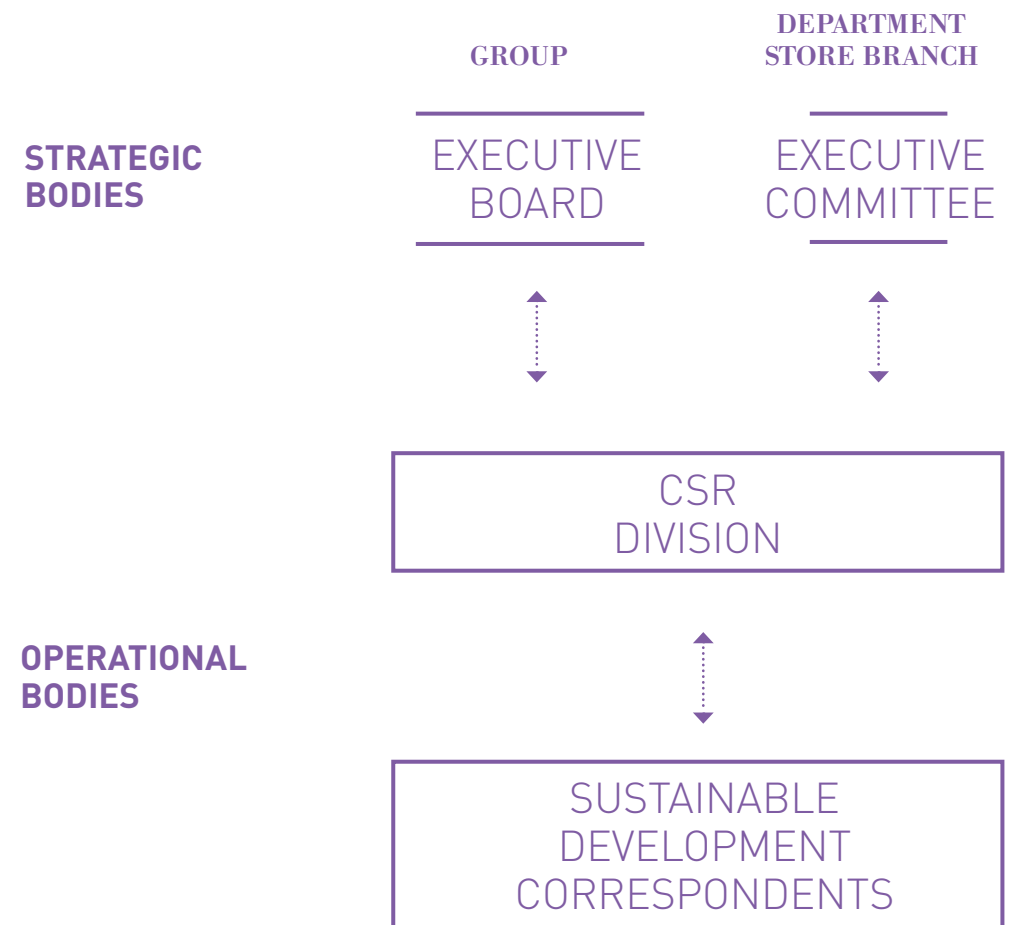 GROUP
DEPARTMENT
STORE BRANCH
STRATEGIC
BODIES
EXECUTIVE
BOARD
EXECUTIVE
COMMITTEE
CSR
DIVISION
OPERATIONAL
BODIES
SUSTAINABLE
DEVELOPMENT
CORRESPONDENTS